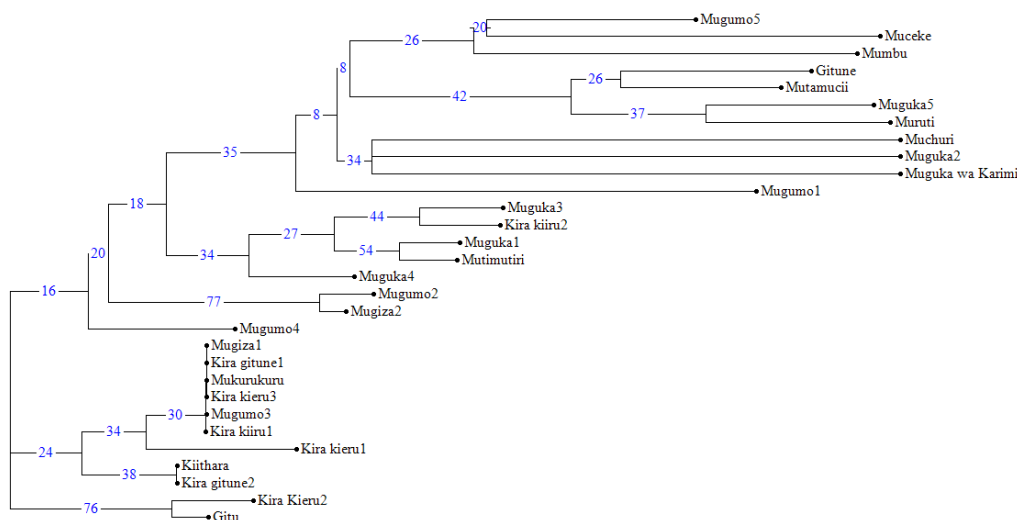 Mugumo5
20
Muceke
26
Mumbu
8
Gitune
26
Mutamucii
42
Muguka5
37
Muruti
8
Muchuri
35
34
Muguka2
Muguka wa Karimi
Mugumo1
18
Muguka3
44
Kira kiiru2
27
Muguka1
54
Mutimutiri
34
20
Muguka4
16
Mugumo2
77
Mugiza2
Mugumo4
Mugiza1
Kira gitune1
Mukurukuru
Kira kieru3
30
Mugumo3
34
Kira kiiru1
24
Kira kieru1
Kiithara
38
Kira gitune2
Kira Kieru2
76
Gitu